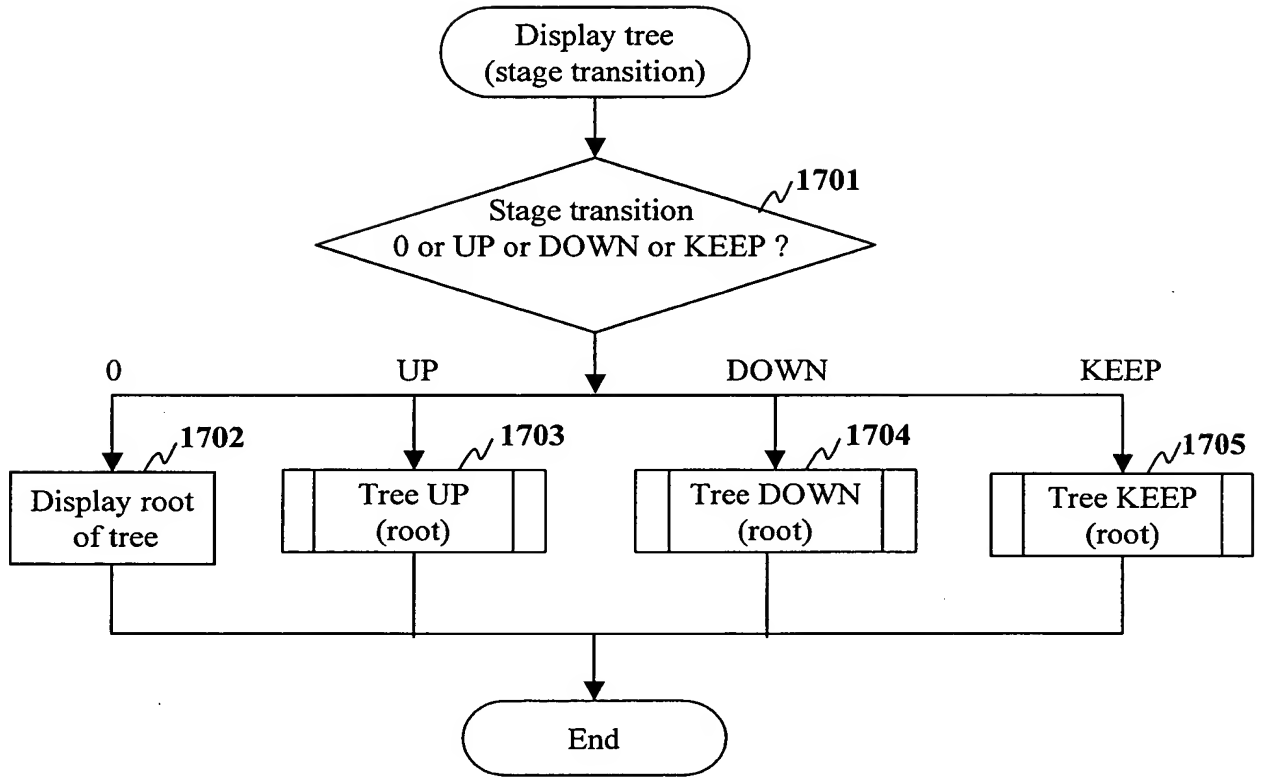 Display tree
(stage transition)
1701
Stage transition
0 or UP or DOWN or KEEP ?
0
UP
DOWN
KEEP
1702
1703
1704
1705
Display root
of tree
Tree UP
(root)
Tree DOWN
(root)
Tree KEEP
(root)
End